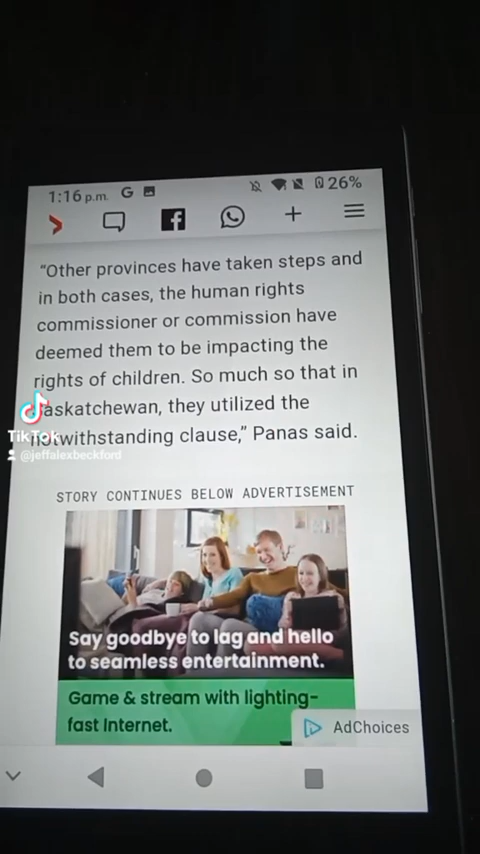 1:16 p.m. G 26%
"Other provinces have taken steps and
in both cases, the human rights
commissioner or commission have
deemed them to be impacting the
rights of children. So much so that in
Saskatchewan, they utilized the
notwithstanding clause," Panas said.
TikTok
@jeffalexbeckford
STORY CONTINUES BELOW ADVERTISEMENT
Say goodbye to lag and hello
to seamless entertainment.
Game & stream with lighting-
fast Internet.
AdChoices